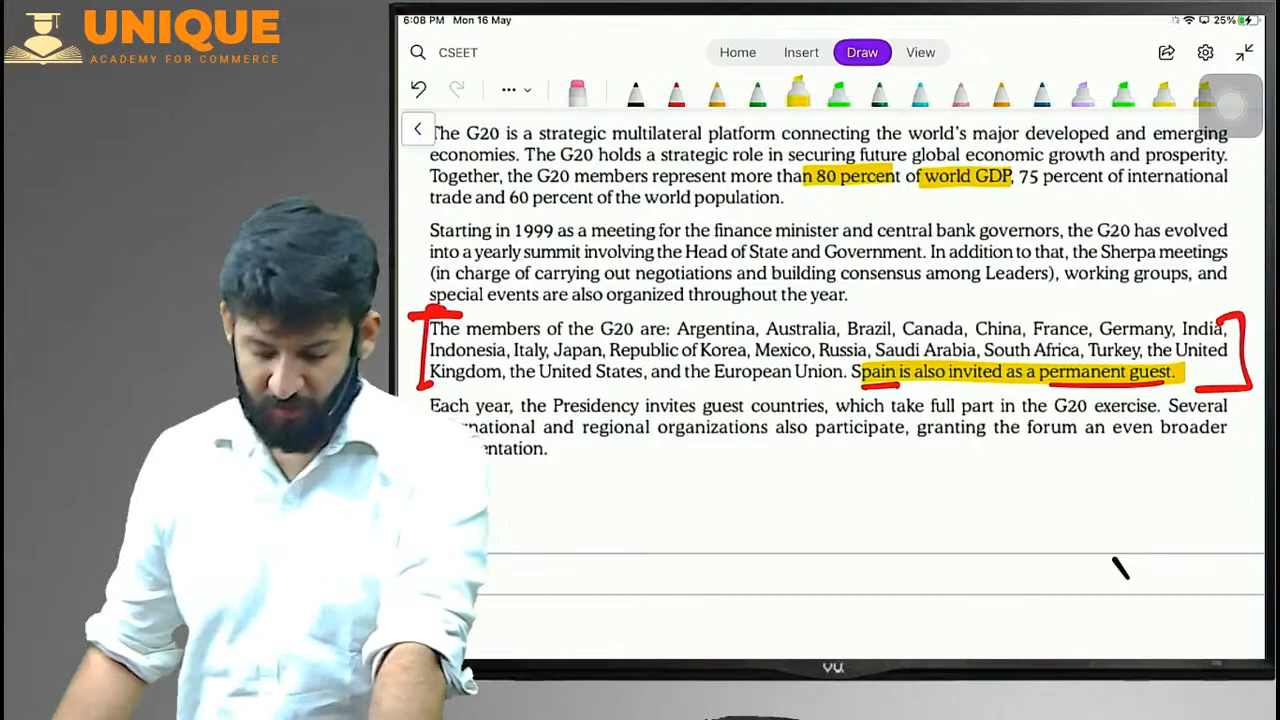 UNIQUE
ACADEMY FOR COMMERCE
6:08 PM Mon 16 May
25%
CSEET
Home Insert Draw View
The G20 is a strategic multilateral platform connecting the world's major developed and emerging
economies. The G20 holds a strategic role in securing future global economic growth and prosperity.
Together, the G20 members represent more than 80 percent of world GDP, 75 percent of international
trade and 60 percent of the world population.
Starting in 1999 as a meeting for the finance minister and central bank governors, the G20 has evolved
into a yearly summit involving the Head of State and Government. In addition to that, the Sherpa meetings
(in charge of carrying out negotiations and building consensus among Leaders), working groups, and
special events are also organized throughout the year.
The members of the G20 are: Argentina, Australia, Brazil, Canada, China, France, Germany, India,
Indonesia, Italy, Japan, Republic of Korea, Mexico, Russia, Saudi Arabia, South Africa, Turkey, the United
Kingdom, the United States, and the European Union. Spain is also invited as a permanent guest.
Each year, the Presidency invites guest countries, which take full part in the G20 exercise. Several
national and regional organizations also participate, granting the forum an even broader
entation.
VU